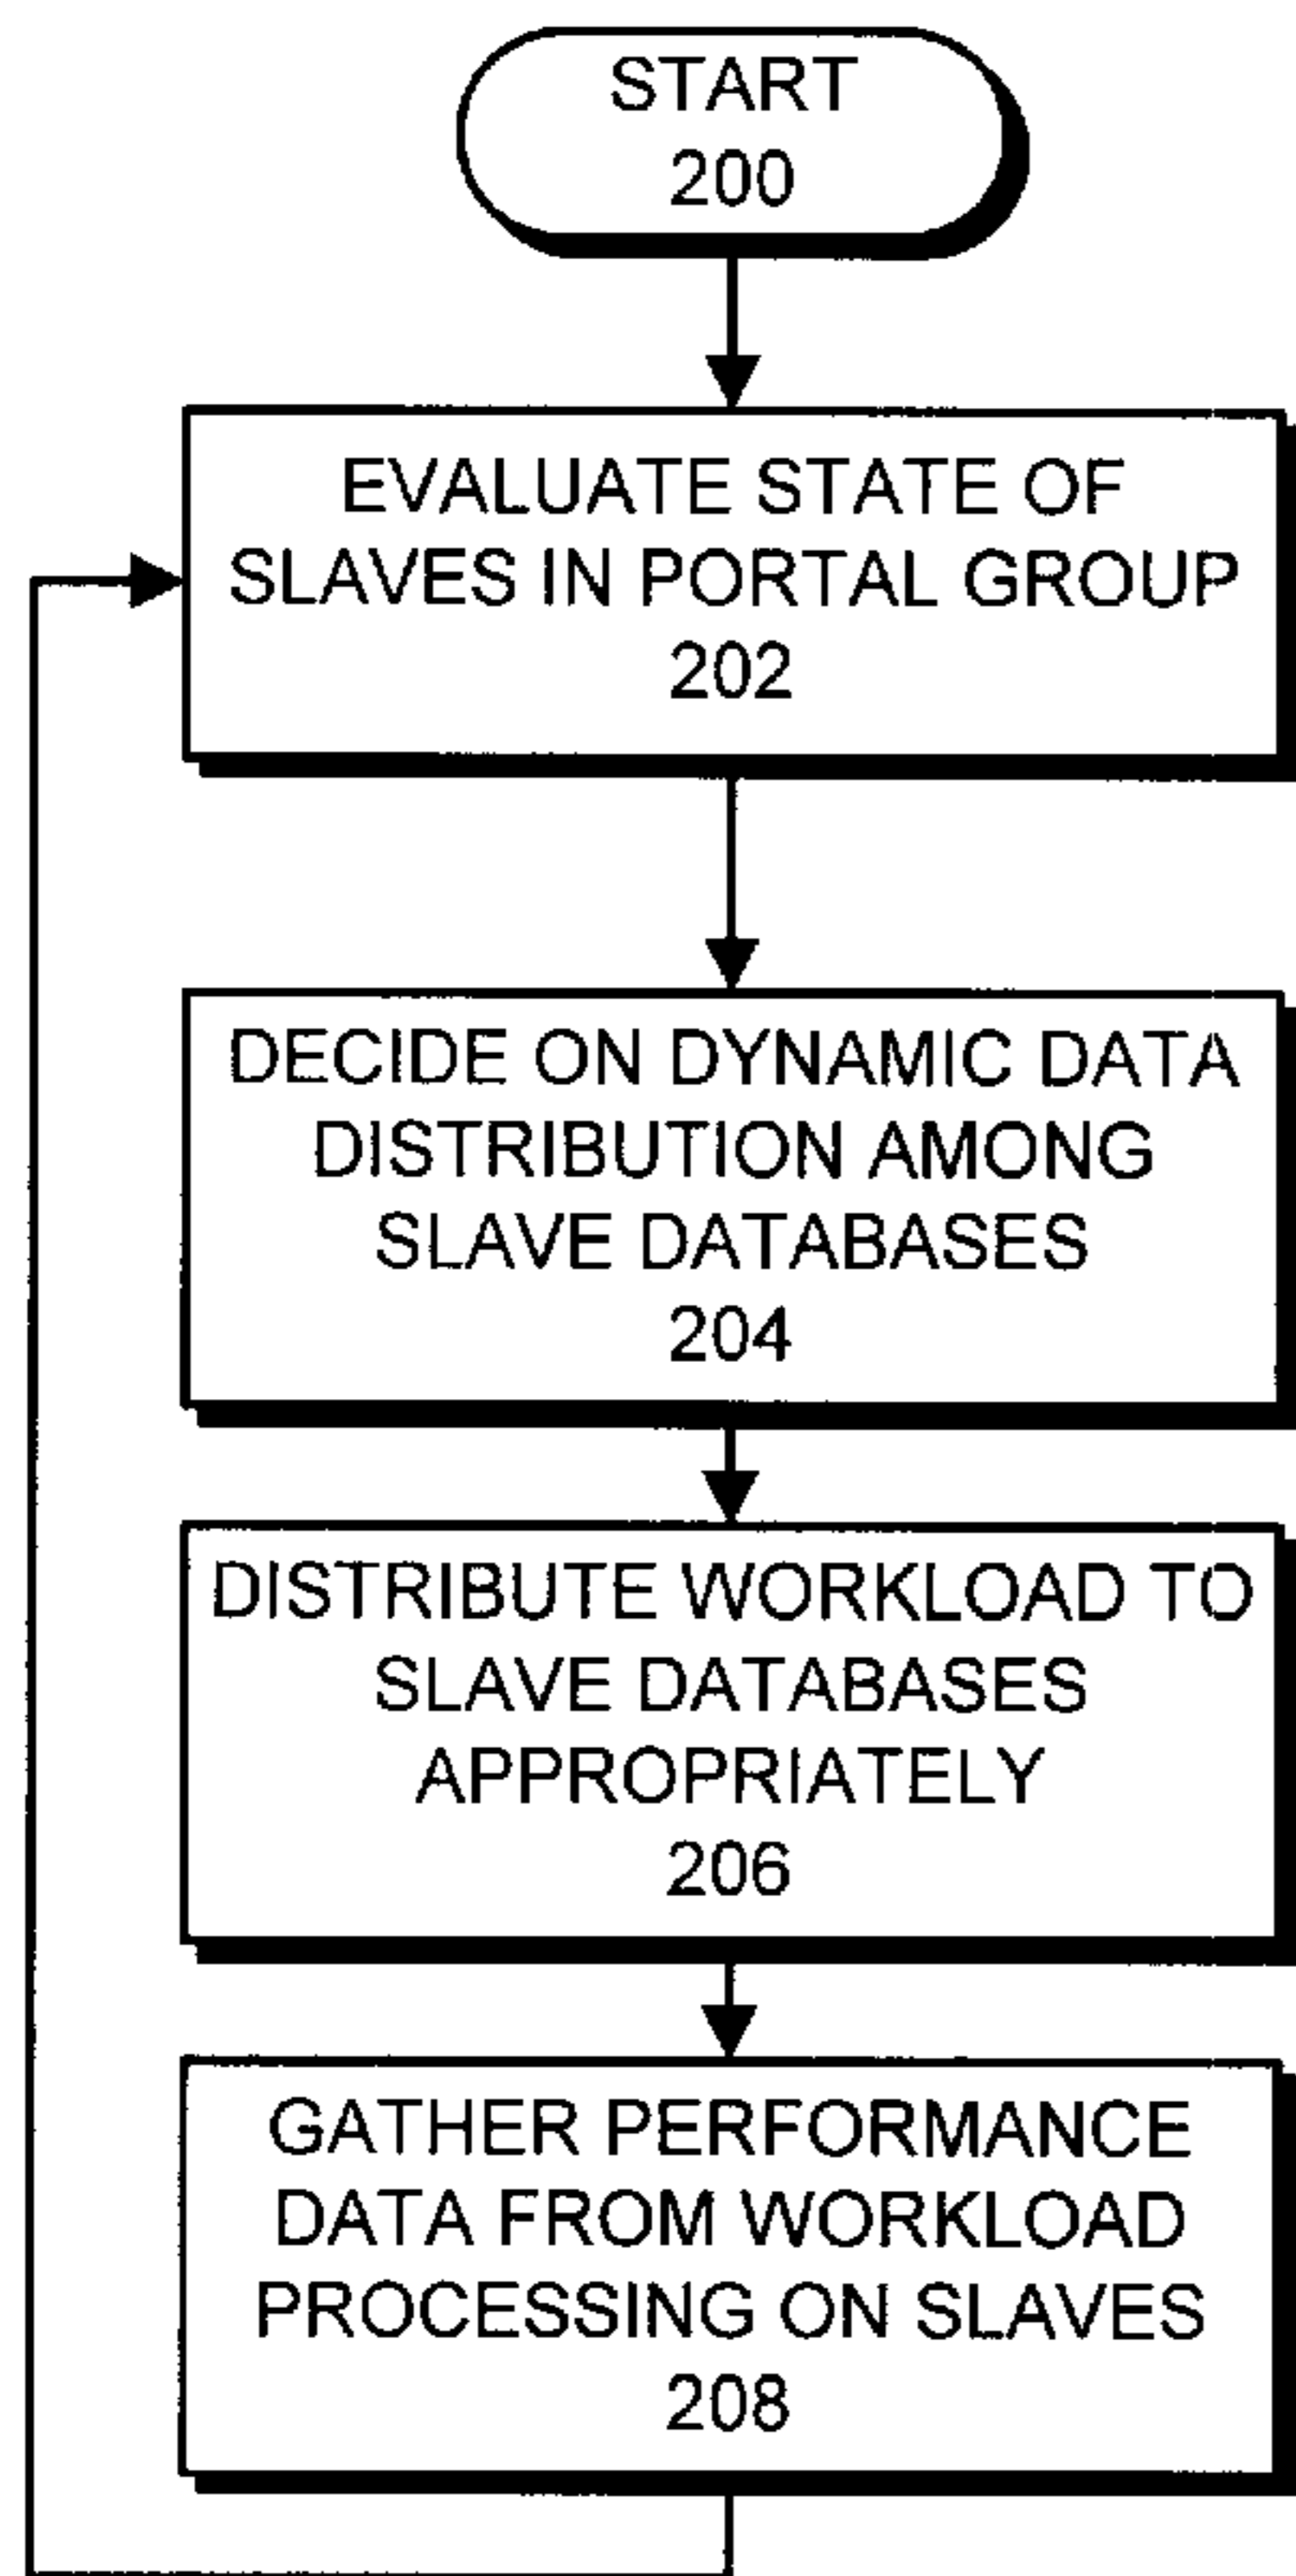 START
200
EVALUATE STATE OF
SLAVES IN PORTAL GROUP
202
DECIDE ON DYNAMIC DATA
DISTRIBUTION AMONG
SLAVE DATABASES
204
DISTRIBUTE WORKLOAD TO
SLAVE DATABASES
APPROPRIATELY
206
GATHER PERFORMANCE
DATA FROM WORKLOAD
PROCESSING ON SLAVES
208